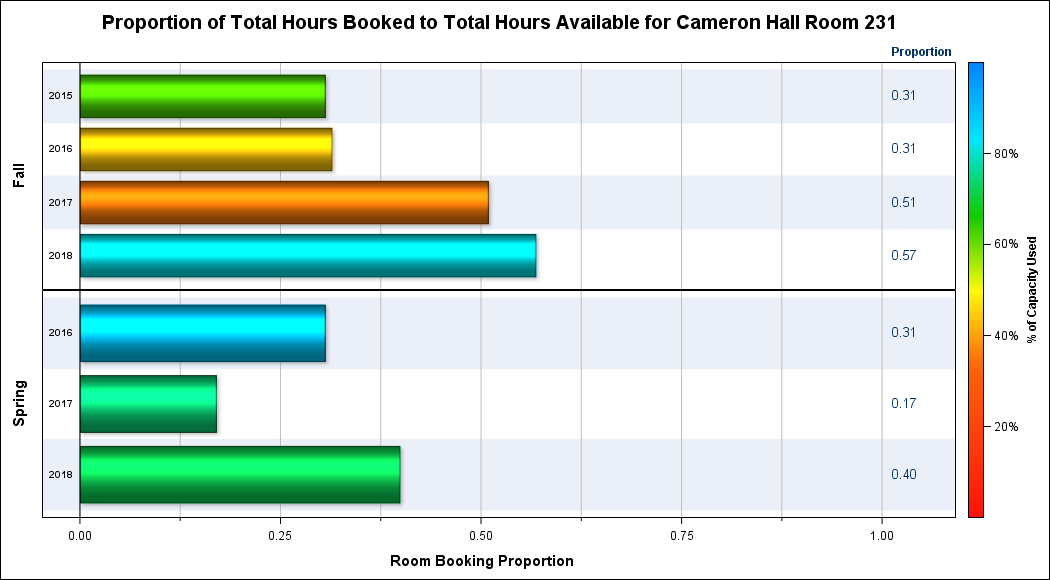 Proportion of Total Hours Booked to Total Hours Available for Cameron Hall Room 231
Proportion
Fall
2015 0.31
2016 0.31
2017 0.51
2018 0.57
Spring
2016 0.31
2017 0.17
2018 0.40
0.00 0.25 0.50 0.75 1.00
Room Booking Proportion
80%
60%
40%
20%
% of Capacity Used